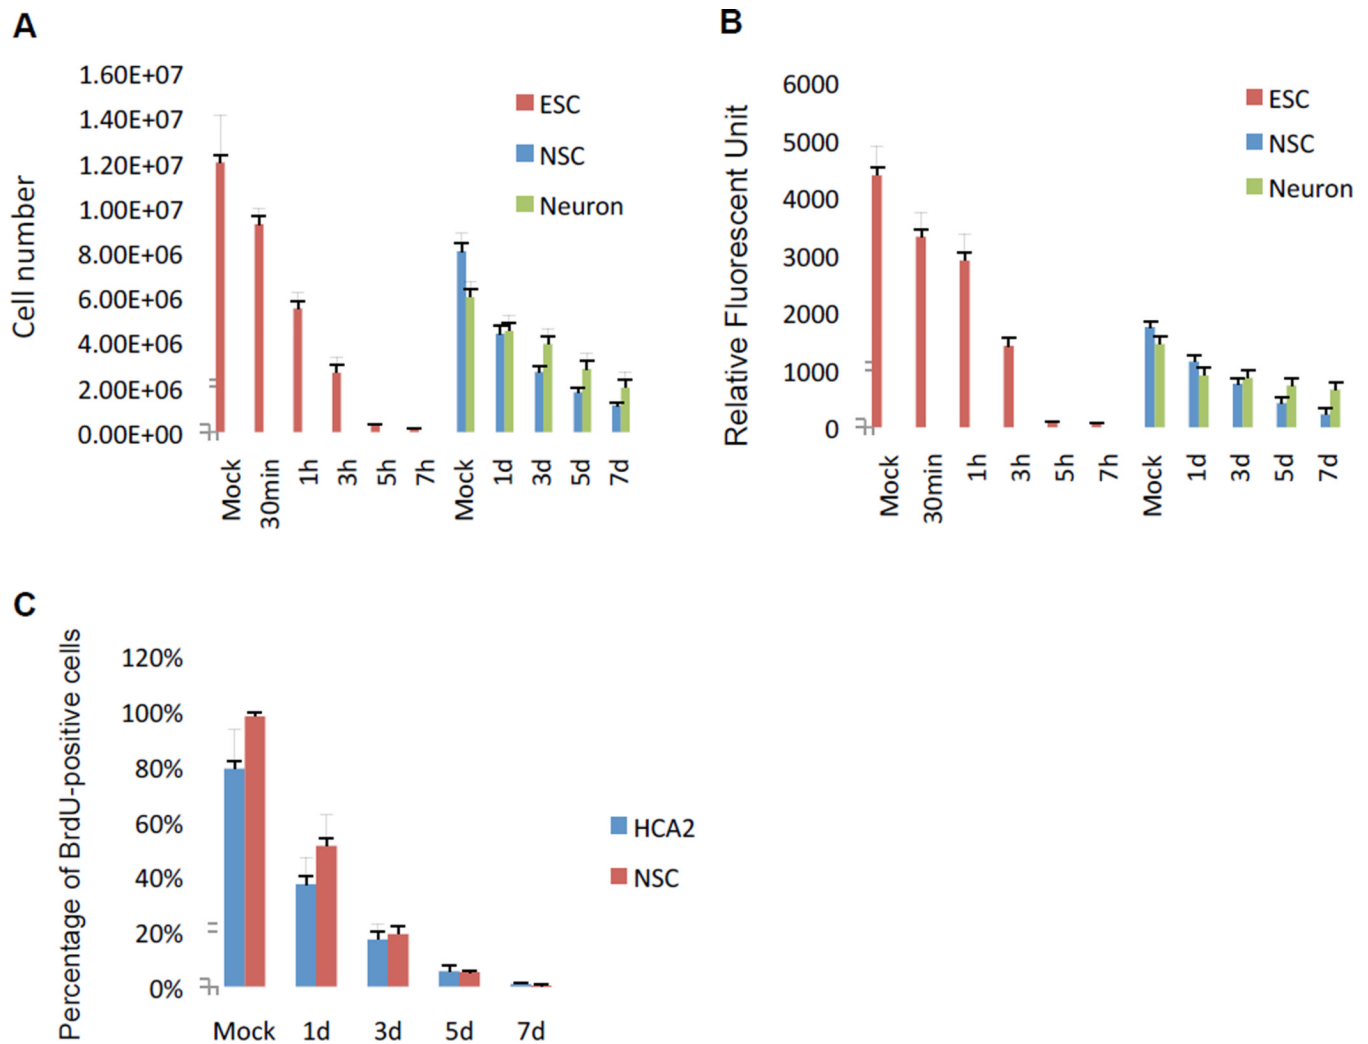 A
Cell number
1.60E+07
1.40E+07
1.20E+07
1.00E+07
8.00E+06
6.00E+06
4.00E+06
2.00E+06
0.00E+00
ESC
NSC
Neuron
Mock 30min 1h 3h 5h 7h Mock 1d 3d 5d 7d
B
Relative Fluorescent Unit
6000
5000
4000
3000
2000
1000
0
ESC
NSC
Neuron
Mock 30min 1h 3h 5h 7h Mock 1d 3d 5d 7d
C
Percentage of BrdU-positive cells
120%
100%
80%
60%
40%
20%
0%
HCA2
NSC
Mock 1d 3d 5d 7d